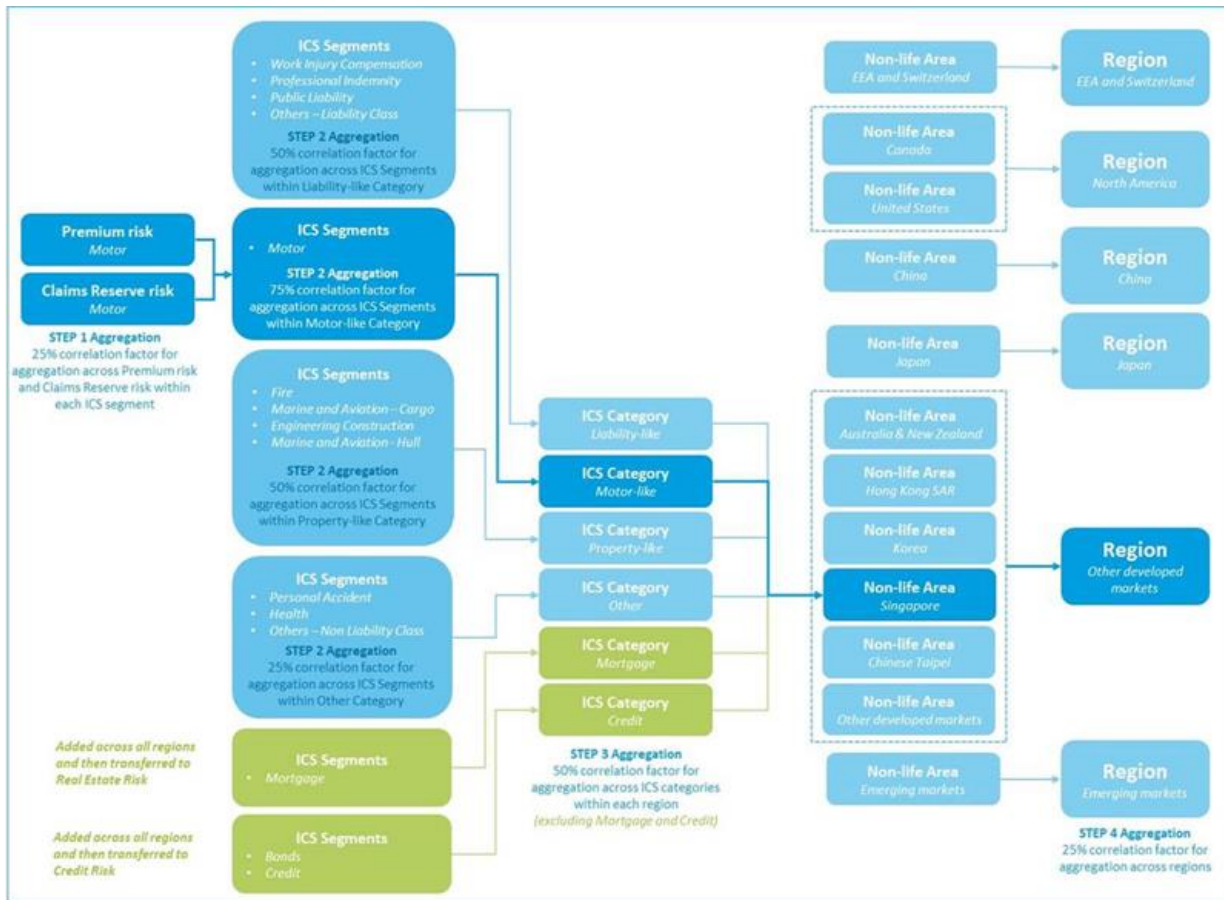 ICS Segments
• Work Injury Compensation
• Professional Indemnity
• Public Liability
• Others – Liability Class
STEP 2 Aggregation
50% correlation factor for
aggregation across ICS Segments
within Liability-like Category
Premium risk
Motor
Claims Reserve risk
Motor
STEP 1 Aggregation
25% correlation factor for
aggregation across Premium risk
and Claims Reserve risk within
each ICS segment
ICS Segments
• Motor
STEP 2 Aggregation
75% correlation factor for
aggregation across ICS Segments
within Motor-like Category
ICS Segments
• Fire
• Marine and Aviation – Cargo
• Engineering Construction
• Marine and Aviation - Hull
STEP 2 Aggregation
50% correlation factor for
aggregation across ICS Segments
within Property-like Category
ICS Segments
• Personal Accident
• Health
• Others – Non Liability Class
STEP 2 Aggregation
25% correlation factor for
aggregation across ICS Segments
within Other Category
Added across all regions
and then transferred to
Real Estate Risk
ICS Segments
• Mortgage
Added across all regions
and then transferred to
Credit Risk
ICS Segments
• Bonds
• Credit
ICS Category
Liability-like
ICS Category
Motor-like
ICS Category
Property-like
ICS Category
Other
ICS Category
Mortgage
ICS Category
Credit
STEP 3 Aggregation
50% correlation factor for
aggregation across ICS categories
within each region
(excluding Mortgage and Credit)
Non-life Area
EEA and Switzerland
Non-life Area
Canada
Non-life Area
United States
Non-life Area
China
Non-life Area
Japan
Non-life Area
Australia & New Zealand
Non-life Area
Hong Kong SAR
Non-life Area
Korea
Non-life Area
Singapore
Non-life Area
Chinese Taipei
Non-life Area
Other developed markets
Non-life Area
Emerging markets
Region
EEA and Switzerland
Region
North America
Region
China
Region
Japan
Region
Other developed
markets
Region
Emerging markets
STEP 4 Aggregation
25% correlation factor for
aggregation across regions